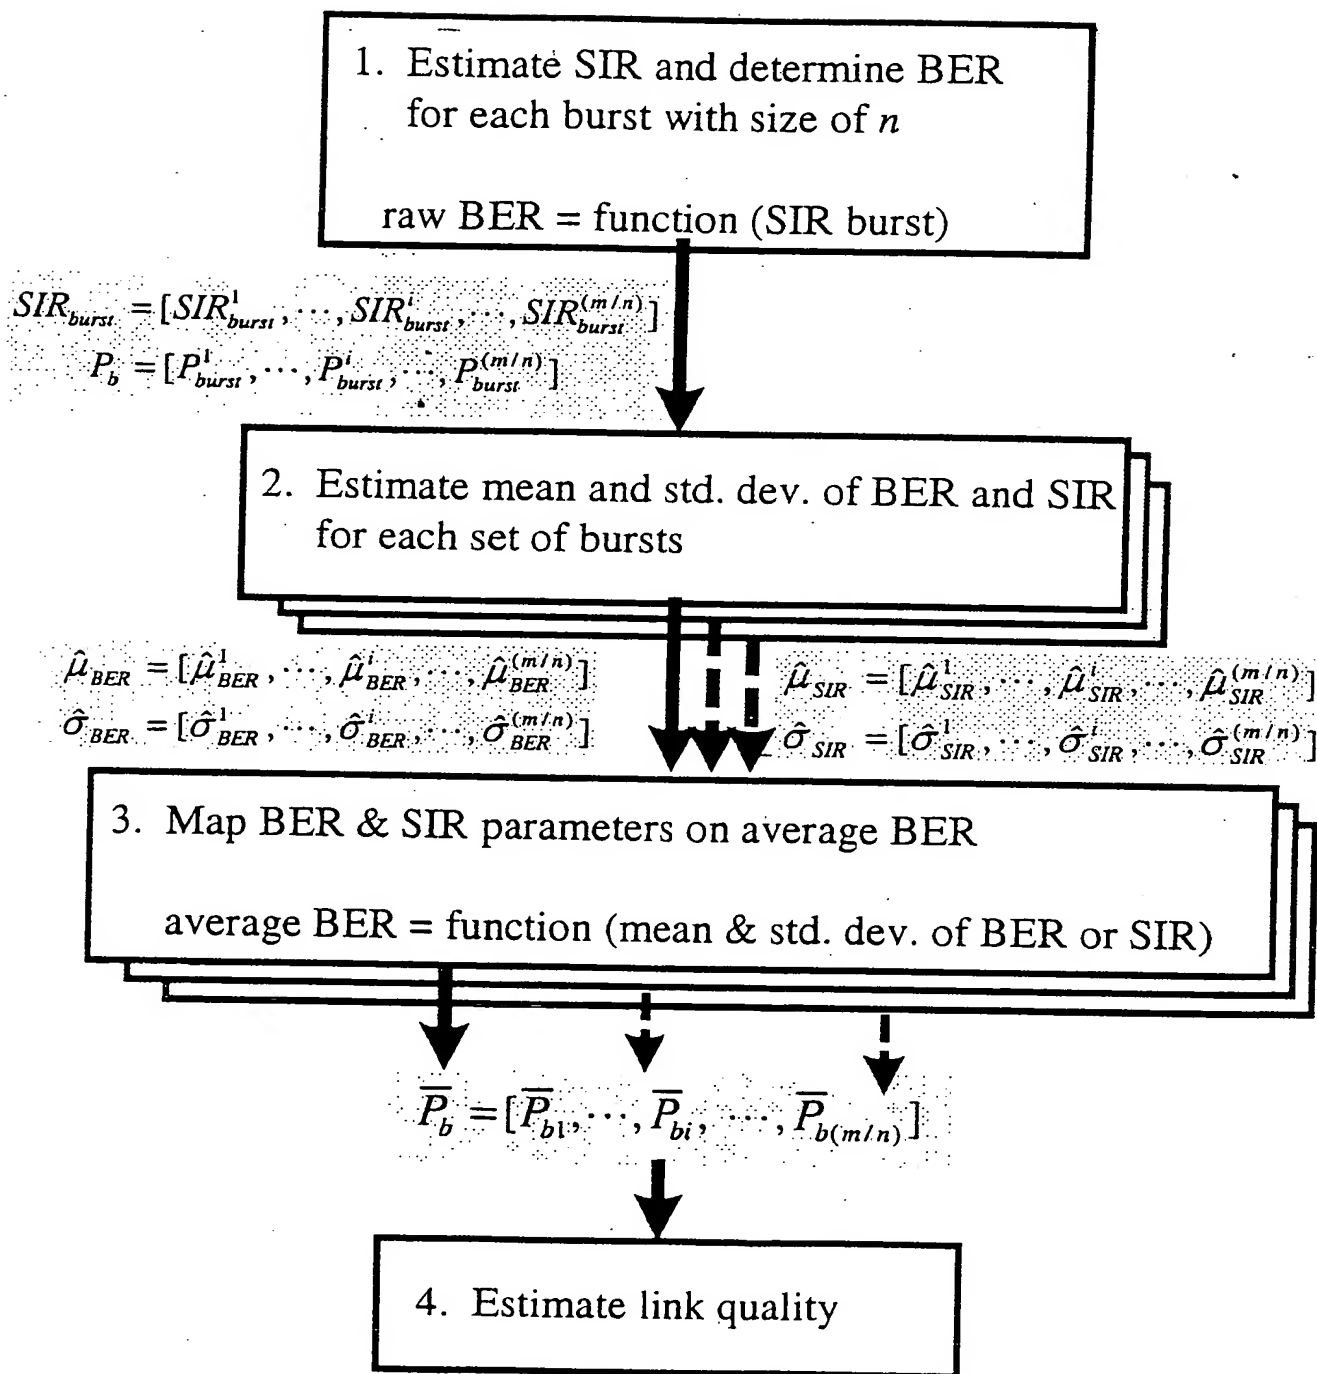 1. Estimate SIR and determine BER
for each burst with size of n
raw BER = function (SIR burst)
SIR_burst = [SIR^1_burst, ⋯, SIR^i_burst, ⋯, SIR^(m/n)_burst]
P_b = [P^1_burst, ⋯, P^i_burst, ⋯, P^(m/n)_burst]
2. Estimate mean and std. dev. of BER and SIR
for each set of bursts
μ̂_BER = [μ̂^1_BER, ⋯, μ̂^i_BER, ⋯, μ̂^(m/n)_BER]
σ̂_BER = [σ̂^1_BER, ⋯, σ̂^i_BER, ⋯, σ̂^(m/n)_BER]
μ̂_SIR = [μ̂^1_SIR, ⋯, μ̂^i_SIR, ⋯, μ̂^(m/n)_SIR]
σ̂_SIR = [σ̂^1_SIR, ⋯, σ̂^i_SIR, ⋯, σ̂^(m/n)_SIR]
3. Map BER & SIR parameters on average BER
average BER = function (mean & std. dev. of BER or SIR)
P̅_b = [P̅_b1, ⋯, P̅_bi, ⋯, P̅_b(m/n)]
4. Estimate link quality